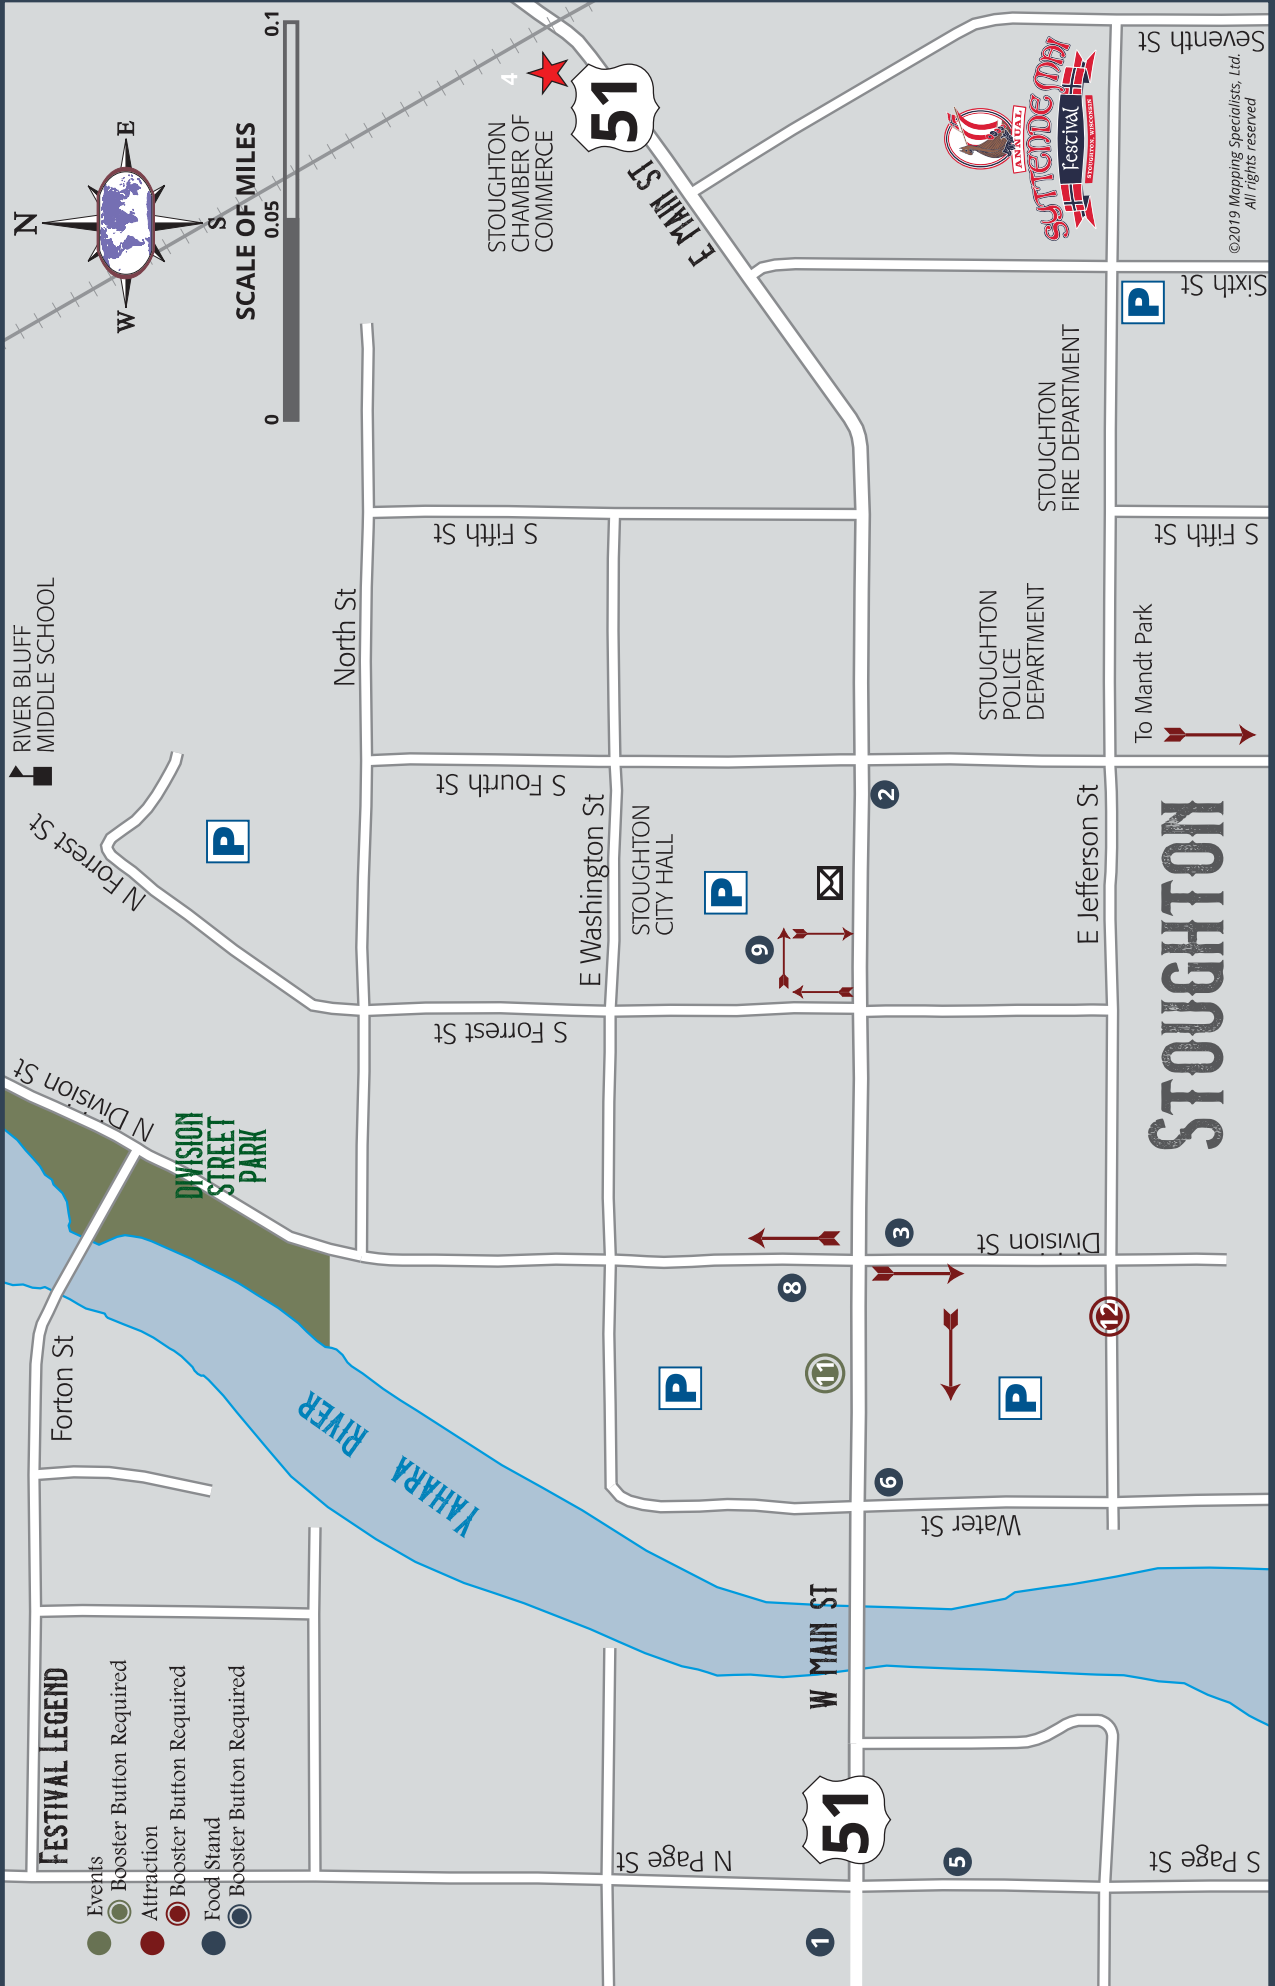 FESTIVAL LEGEND
Events
Booster Button Required
Attraction
Booster Button Required
Food Stand
Booster Button Required
Forton St
N Division St
DIVISION
STREET
PARK
N Forrest St
RIVER BLUFF
MIDDLE SCHOOL
N
W
E
S
SCALE OF MILES
0
0.05
0.1
YAHARA
RIVER
North St
S Forrest St
S Fourth St
S Fifth St
STOUGHTON
CHAMBER OF
COMMERCE
4
51
E MAIN ST
E Washington St
STOUGHTON
CITY HALL
P
P
P
P
P
N Page St
W MAIN ST
51
1
5
6
11
8
3
9
2
12
Water St
Division St
STOUGHTON
POLICE
DEPARTMENT
STOUGHTON
FIRE DEPARTMENT
ANNUAL
SYTTENDE MAI
Festival
STOUGHTON, WISCONSIN
E Jefferson St
To Mandt Park
S Page St
S Fifth St
Sixth St
Seventh St
STOUGHTON
©2019 Mapping Specialists, Ltd.
All rights reserved